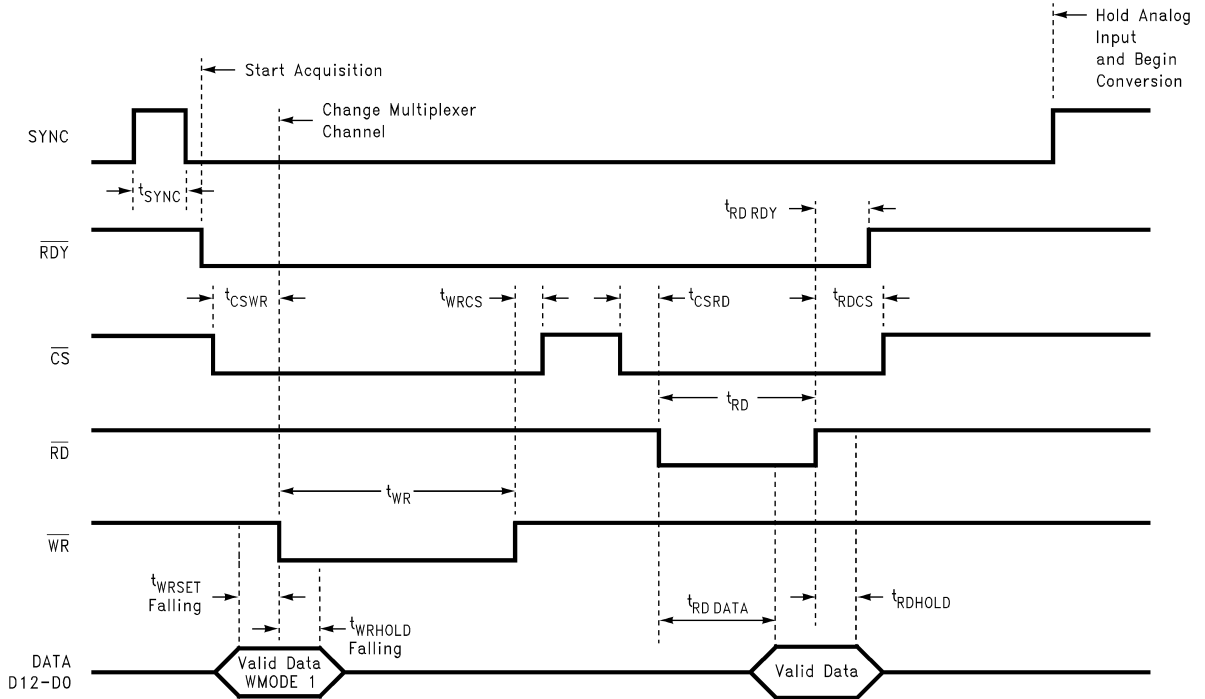 Hold Analog
Input
and Begin
Conversion
Start Acquisition
Change Multiplexer
Channel
SYNC
tSYNC
tRD RDY
RDY
tCSWR
tWRCS
tCSRD
tRDCS
CS
tRD
RD
tWR
WR
tWRSET
Falling
tWRHOLD
Falling
tRD DATA
tRDHOLD
DATA
D12-D0
Valid Data
WMODE 1
Valid Data